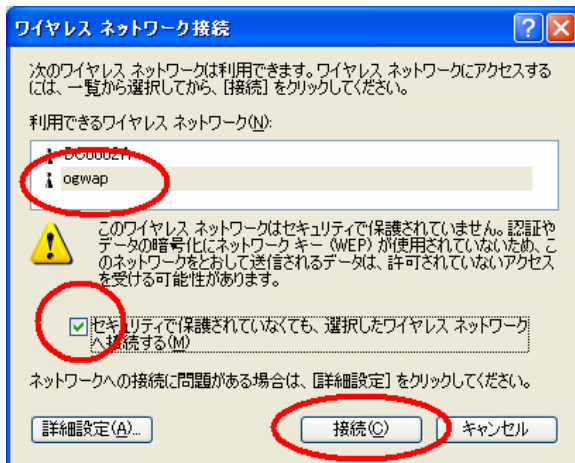 ワイヤレス ネットワーク接続
次のワイヤレス ネットワークは利用できます。ワイヤレス ネットワークにアクセスする
には、一覧から選択してから、[接続] をクリックしてください。
利用できるワイヤレス ネットワーク(N):
ogwap
このワイヤレス ネットワークはセキュリティで保護されていません。認証や
データの暗号化にネットワーク キー (WEP) が使用されていないため、こ
のネットワークをとおして送信されるデータは、許可されていないアクセス
を受ける可能性があります。
セキュリティで保護されていなくても、選択したワイヤレス ネットワーク
へ接続する(M)
ネットワークへの接続に問題がある場合は、[詳細設定] をクリックしてください。
詳細設定(A)... 接続(C) キャンセル